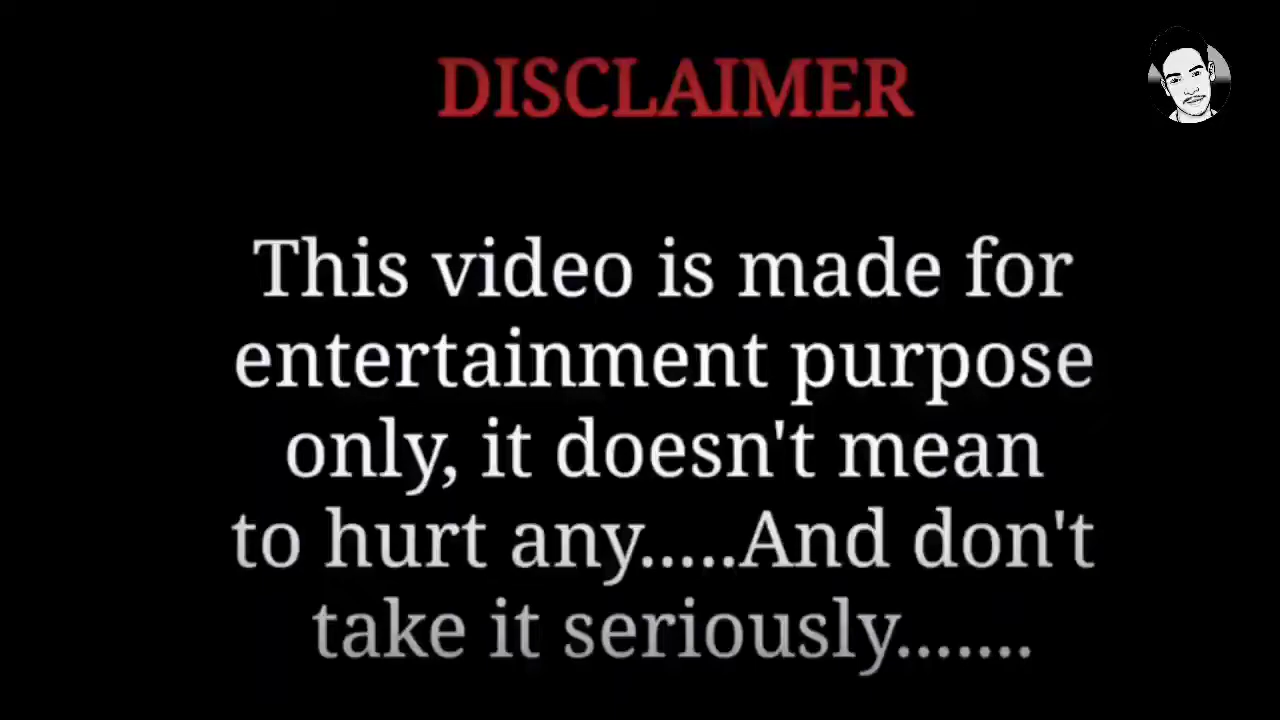 DISCLAIMER
This video is made for
entertainment purpose
only, it doesn't mean
to hurt any.....And don't
take it seriously.......